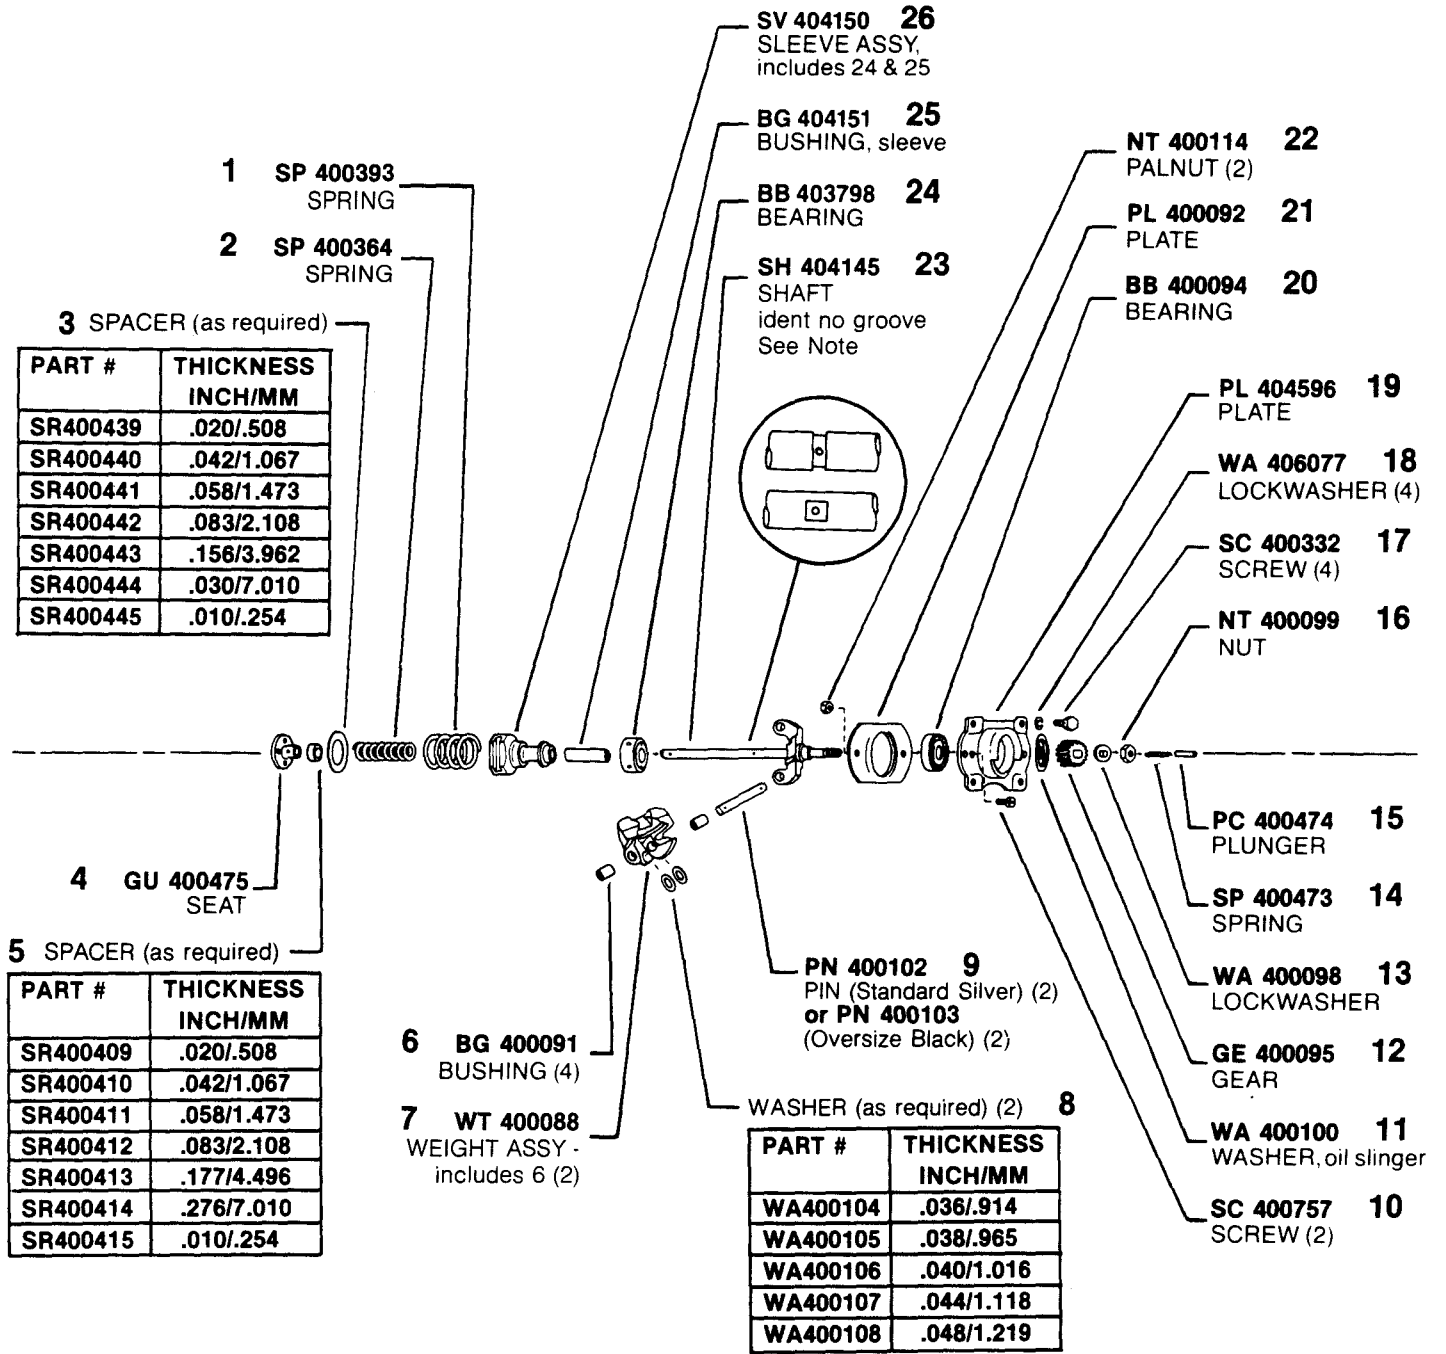 1 SP 400393
SPRING
2 SP 400364
SPRING
3 SPACER (as required)
PART # THICKNESS
INCH/MM
SR400439 .020/.508
SR400440 .042/1.067
SR400441 .058/1.473
SR400442 .083/2.108
SR400443 .156/3.962
SR400444 .030/7.010
SR400445 .010/.254
4 GU 400475
SEAT
5 SPACER (as required)
PART # THICKNESS
INCH/MM
SR400409 .020/.508
SR400410 .042/1.067
SR400411 .058/1.473
SR400412 .083/2.108
SR400413 .177/4.496
SR400414 .276/7.010
SR400415 .010/.254
6 BG 400091
BUSHING (4)
7 WT 400088
WEIGHT ASSY -
includes 6 (2)
WASHER (as required) (2) 8
PART # THICKNESS
INCH/MM
WA400104 .036/.914
WA400105 .038/.965
WA400106 .040/1.016
WA400107 .044/1.118
WA400108 .048/1.219
PN 400102 9
PIN (Standard Silver) (2)
or PN 400103
(Oversize Black) (2)
SV 404150 26
SLEEVE ASSY,
includes 24 & 25
BG 404151 25
BUSHING, sleeve
BB 403798 24
BEARING
SH 404145 23
SHAFT
ident no groove
See Note
NT 400114 22
PALNUT (2)
PL 400092 21
PLATE
BB 400094 20
BEARING
PL 404596 19
PLATE
WA 406077 18
LOCKWASHER (4)
SC 400332 17
SCREW (4)
NT 400099 16
NUT
PC 400474 15
PLUNGER
SP 400473 14
SPRING
WA 400098 13
LOCKWASHER
GE 400095 12
GEAR
WA 400100 11
WASHER, oil slinger
SC 400757 10
SCREW (2)